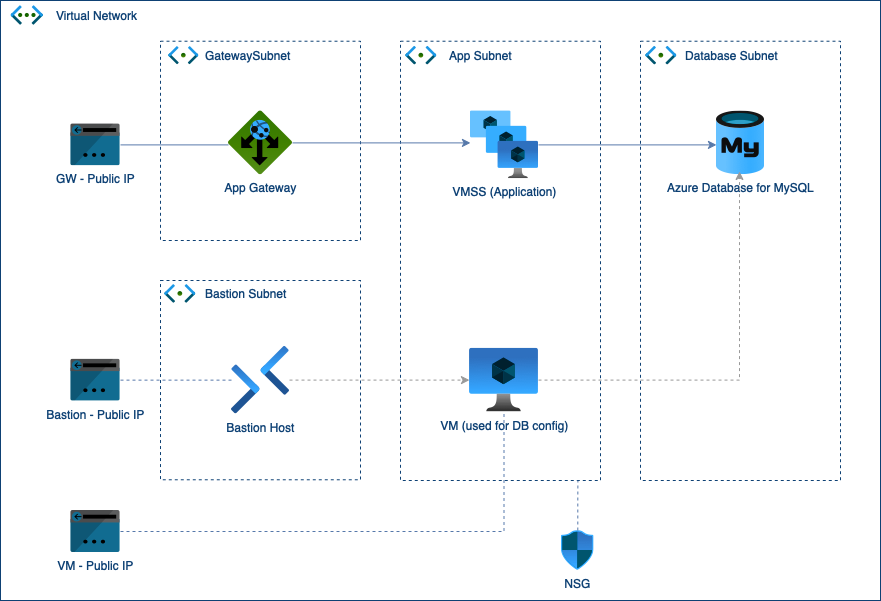 Virtual Network
GatewaySubnet
App Subnet
Database Subnet
GW - Public IP
App Gateway
VMSS (Application)
My
Azure Database for MySQL
Bastion Subnet
Bastion - Public IP
Bastion Host
VM (used for DB config)
VM - Public IP
NSG